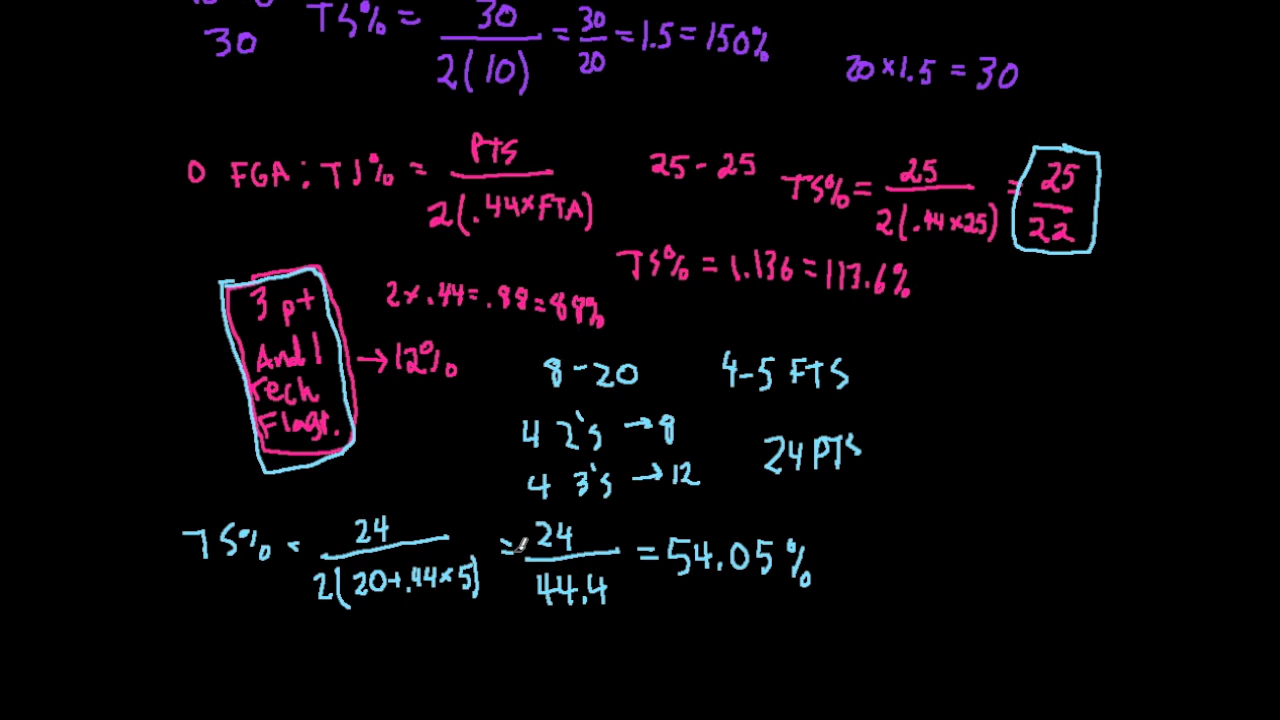 30 TS% = 30 / 2(10) = 30/20 = 1.5 = 150% 20 × 1.5 = 30
0 FGA: TS% = PTS / 2(.44×FTA) 25 - 25 TS% = 25 / 2(.44×25) = 25/22
TS% = 1.136 = 113.6%
3 pt
And 1
Tech
Flagr.
2×.44=.88=88%
→12%
8-20 4-5 FTS
4 2's →8
4 3's →12
24 PTS
TS% = 24 / 2(20+.44×5) = 24 / 44.4 = 54.05%